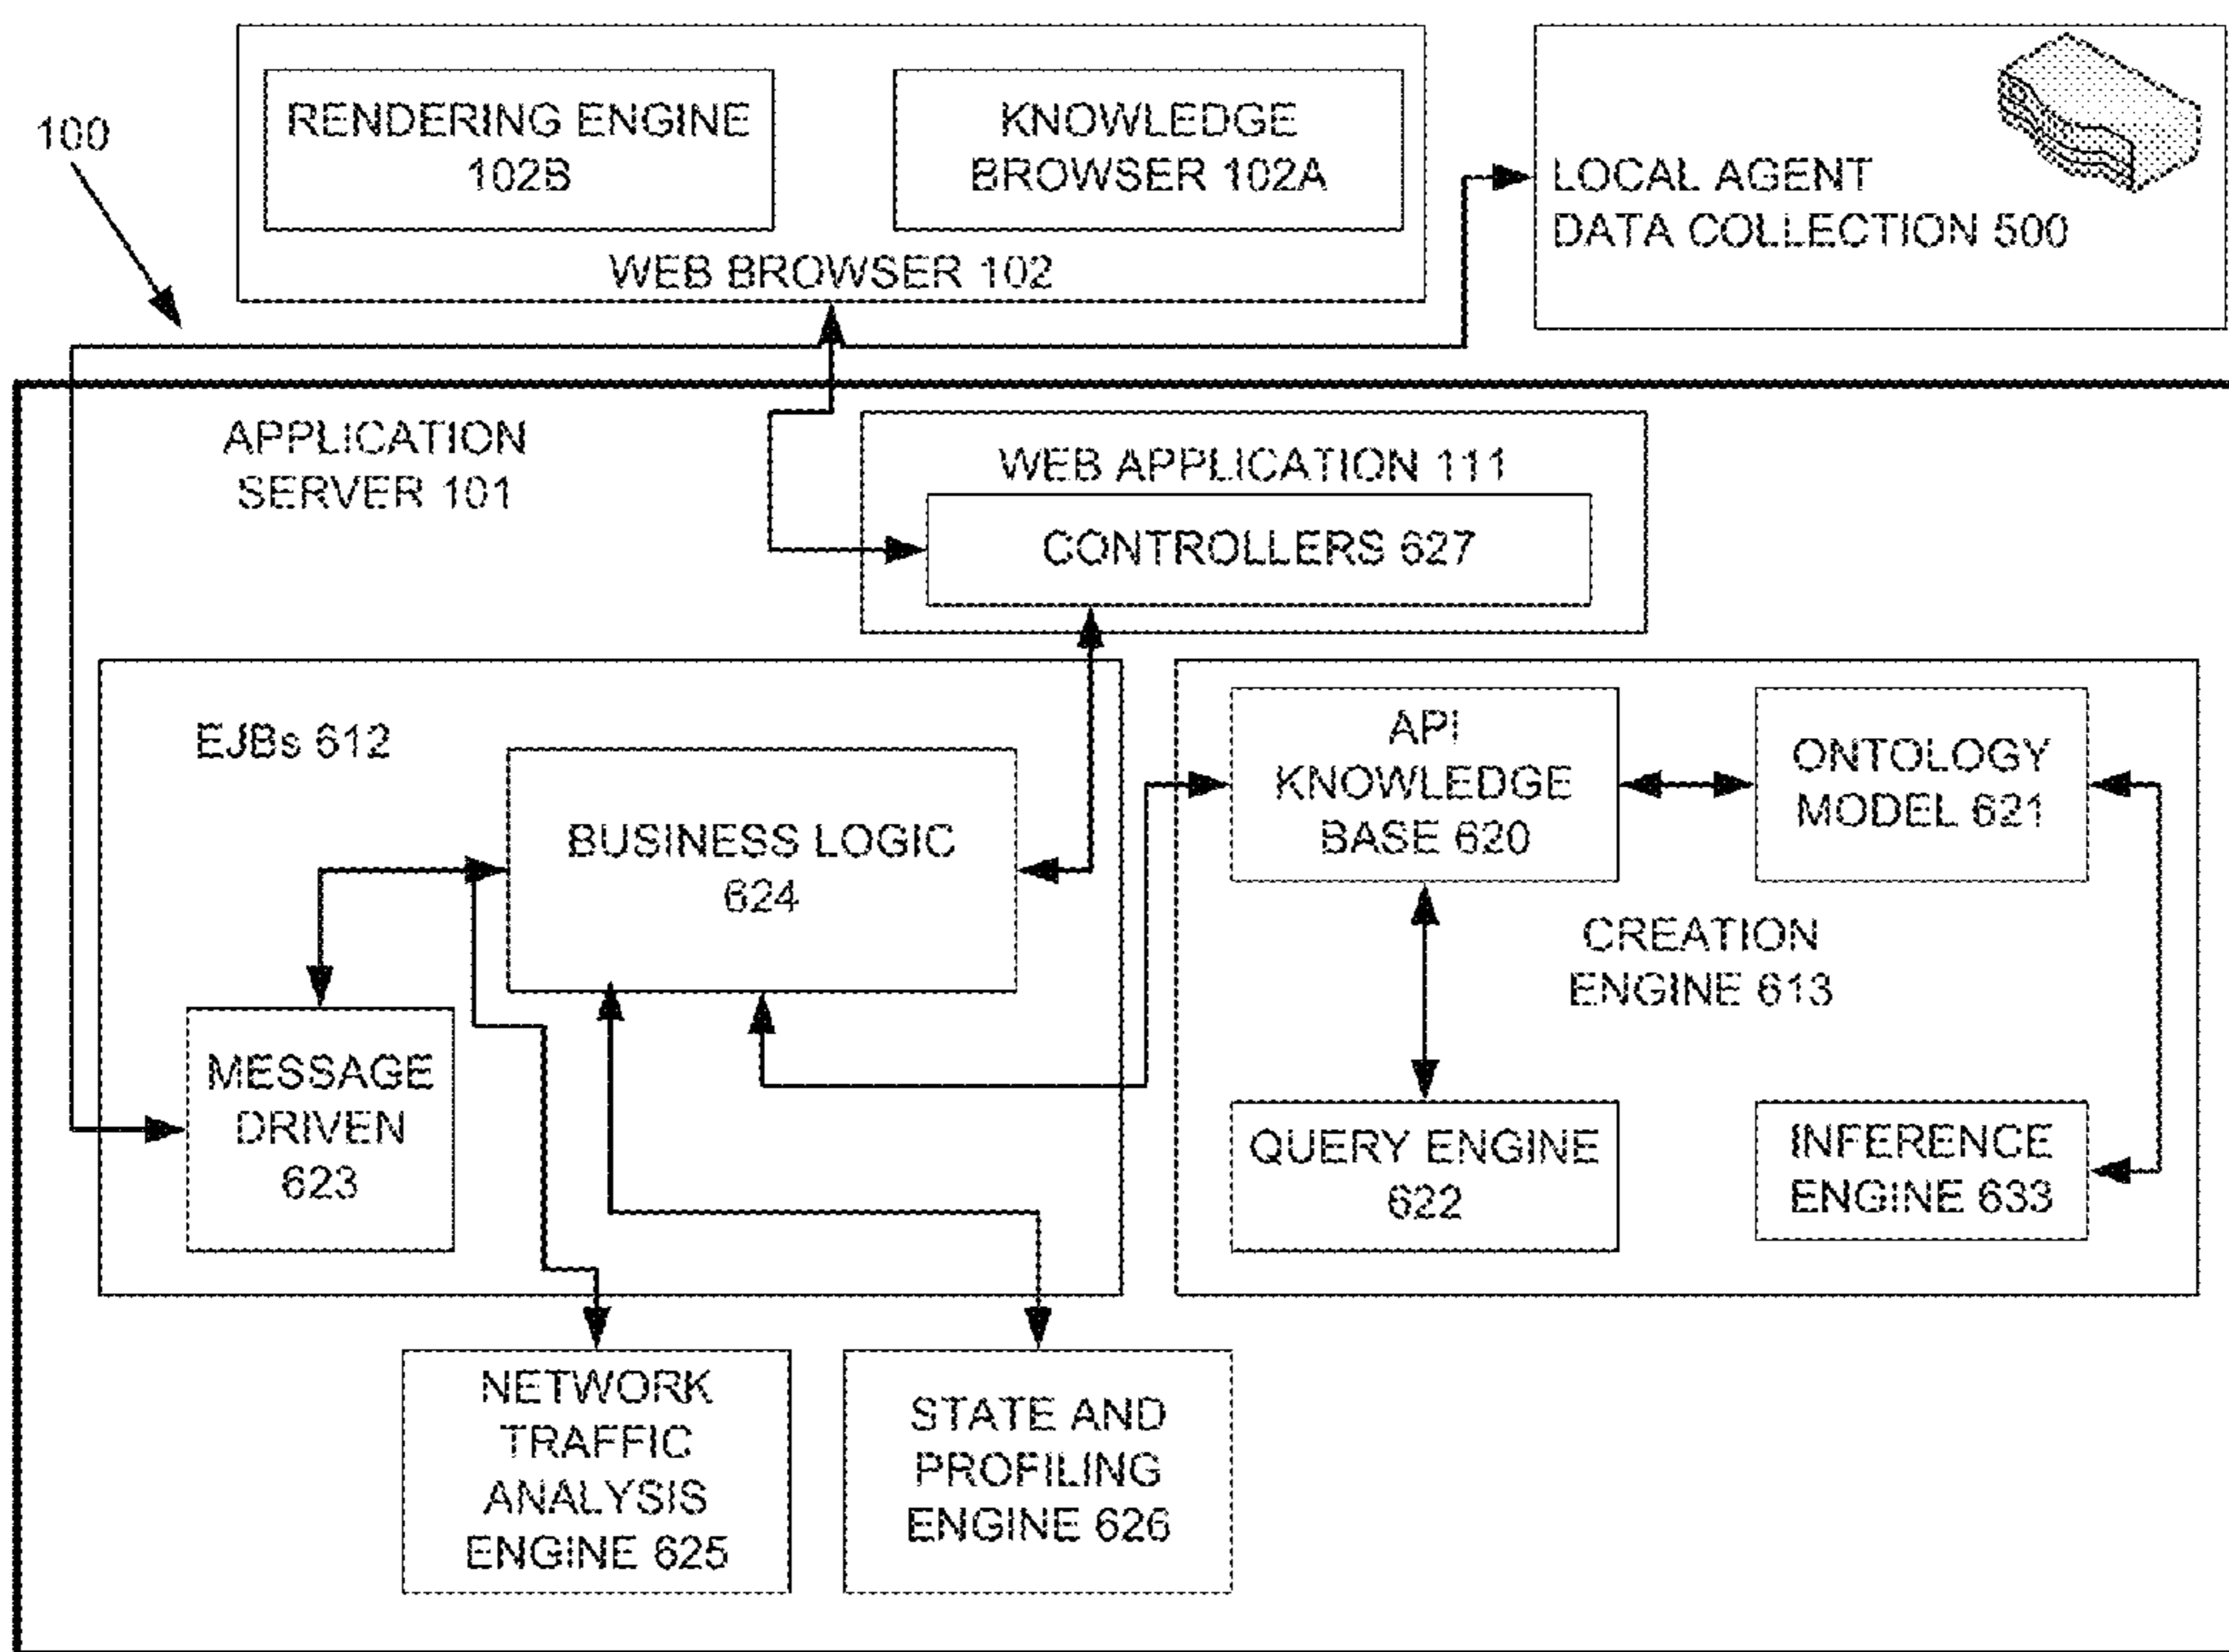 100
RENDERING ENGINE
102B
KNOWLEDGE
BROWSER 102A
WEB BROWSER 102
LOCAL AGENT
DATA COLLECTION 500
APPLICATION
SERVER 101
WEB APPLICATION 111
CONTROLLERS 627
EJBs 612
BUSINESS LOGIC
624
MESSAGE
DRIVEN
623
API
KNOWLEDGE
BASE 620
ONTOLOGY
MODEL 621
CREATION
ENGINE 613
QUERY ENGINE
622
INFERENCE
ENGINE 633
NETWORK
TRAFFIC
ANALYSIS
ENGINE 625
STATE AND
PROFILING
ENGINE 626